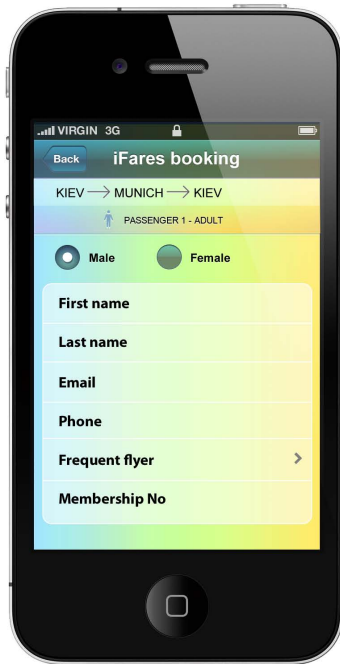 VIRGIN 3G
Back iFares booking
KIEV → MUNICH → KIEV
PASSENGER 1 - ADULT
Male Female
First name
Last name
Email
Phone
Frequent flyer
Membership No